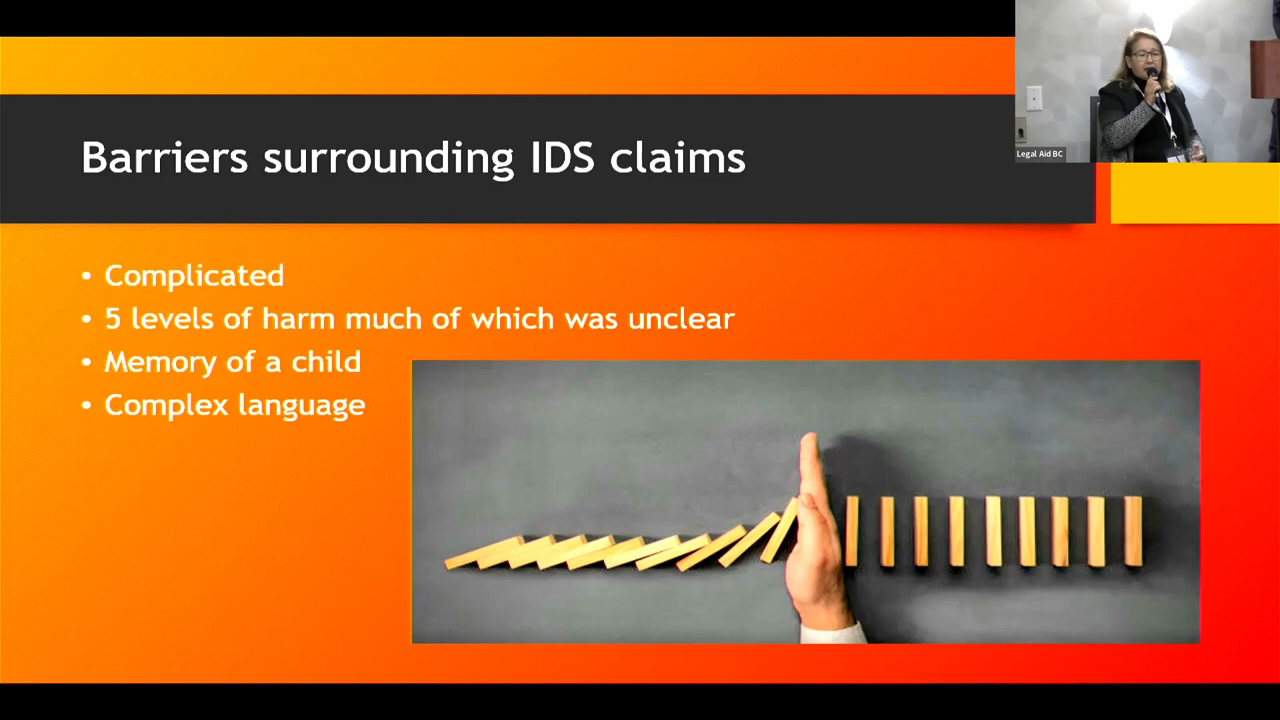 Barriers surrounding IDS claims
• Complicated
• 5 levels of harm much of which was unclear
• Memory of a child
• Complex language
Legal Aid BC